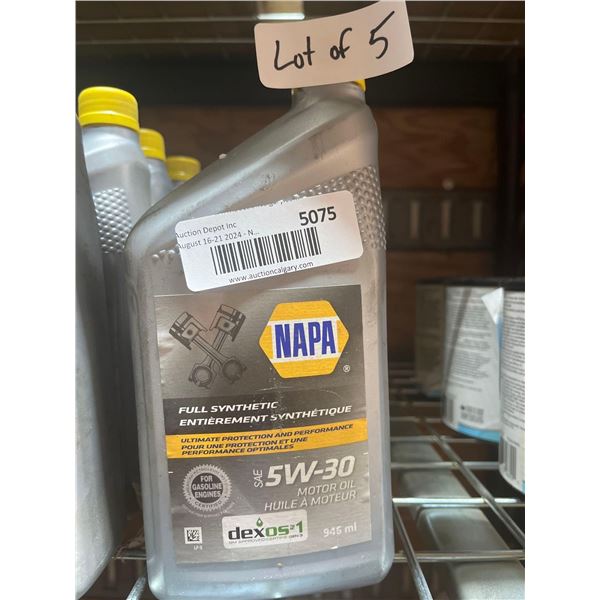 Lot of 5
Auction Depot Inc
August 16-21 2024 - N...
5075
www.auctioncalgary.com
NAPA
®
FULL SYNTHETIC
ENTIÈREMENT SYNTHÉTIQUE
ULTIMATE PROTECTION AND PERFORMANCE
POUR UNE PROTECTION ET UNE
PERFORMANCE OPTIMALES
FOR
GASOLINE
ENGINES
SAE 5W-30
MOTOR OIL
HUILE À MOTEUR
dexos1
946 ml